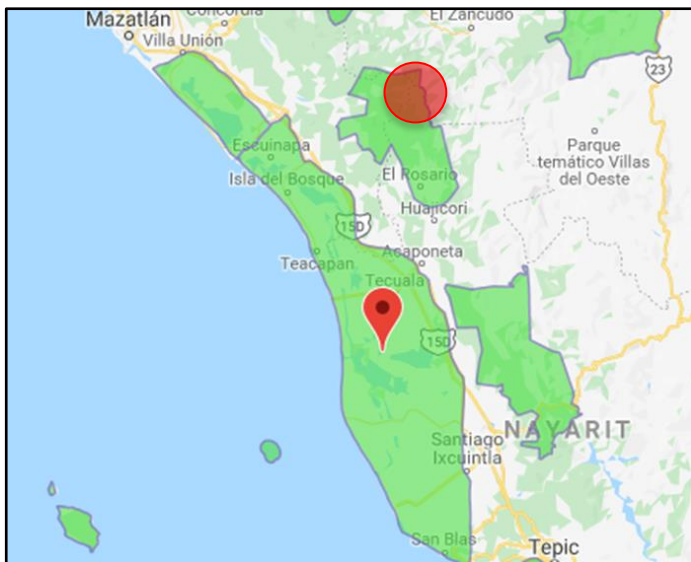 Concordia
El Zancudo
Mazatlán
Villa Unión
23
Parque
temático Villas
del Oeste
Escuinapa
Isla del Bosque
El Rosario
Huajicori
150
Teacapan
Acaponeta
Tecuala
150
NAYARIT
Santiago
Ixcuintla
San Blas
Tepic